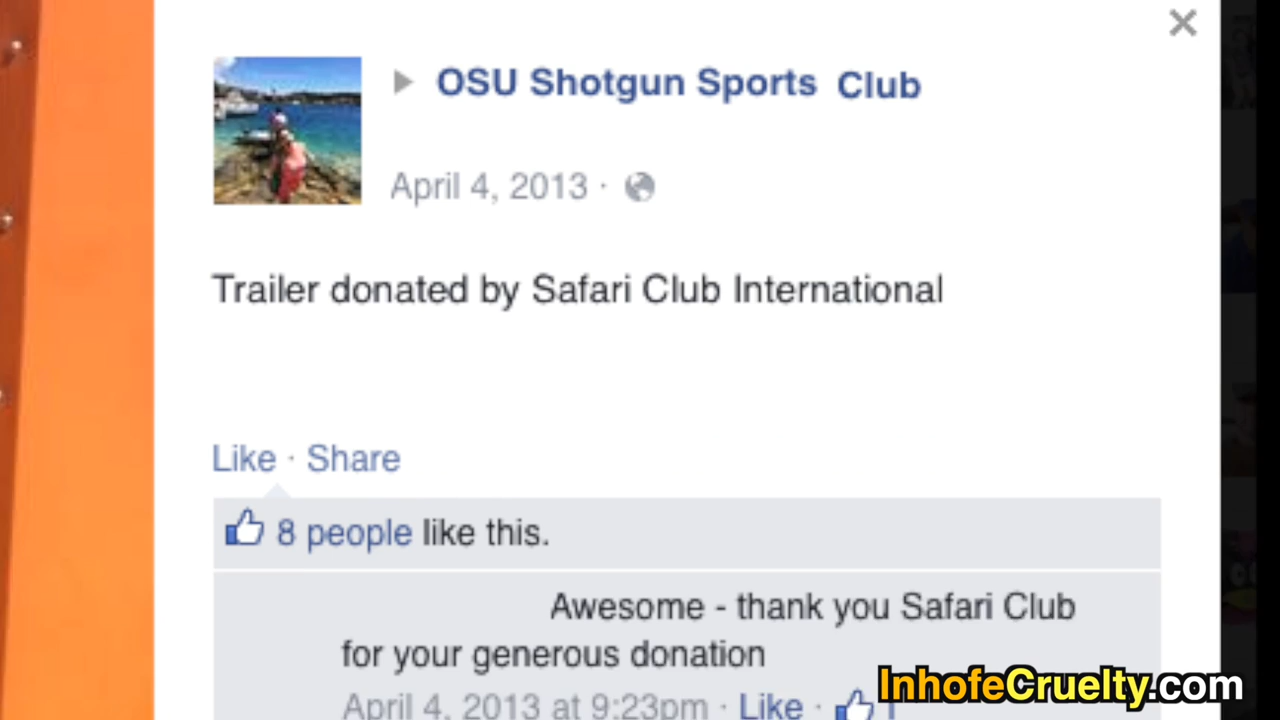 OSU Shotgun Sports Club
April 4, 2013 ·
Trailer donated by Safari Club International
Like · Share
8 people like this.
Awesome - thank you Safari Club
for your generous donation
April 4, 2013 at 9:23pm · Like · 1
InhofeCruelty.com